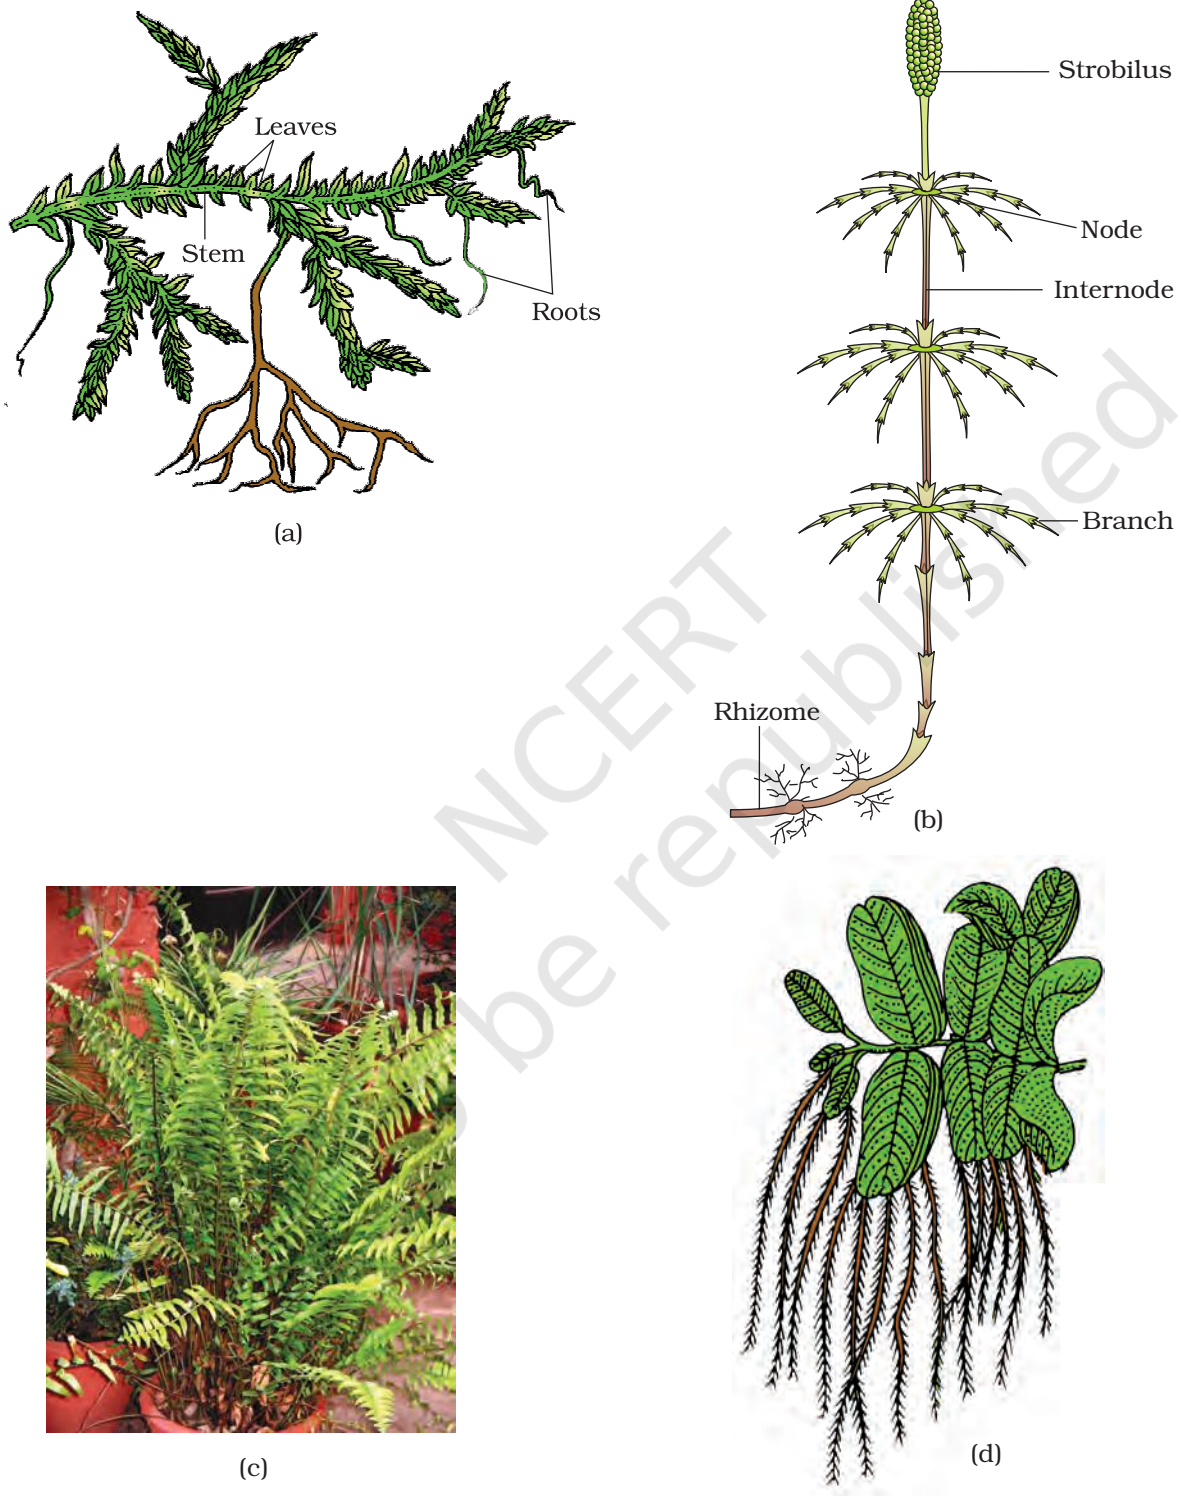 Strobilus
Leaves
Node
Stem
Internode
Roots
Branch
(a)
Rhizome
(b)
(c)
(d)
NCERT
be republished